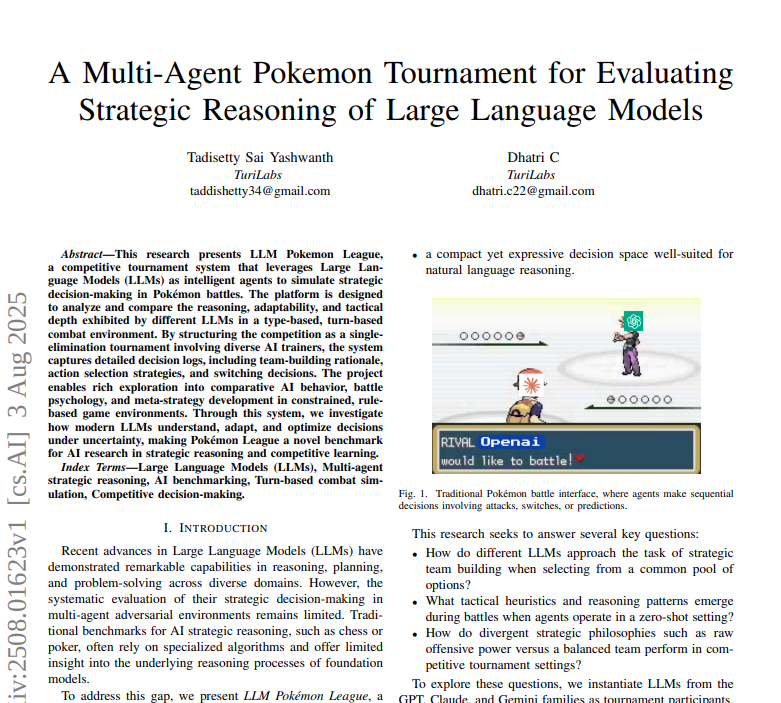 A Multi-Agent Pokemon Tournament for Evaluating
Strategic Reasoning of Large Language Models
Tadisetty Sai Yashwanth
TuriLabs
taddishetty34@gmail.com
Dhatri C
TuriLabs
dhatri.c22@gmail.com
Abstract—This research presents LLM Pokemon League,
a competitive tournament system that leverages Large Lan-
guage Models (LLMs) as intelligent agents to simulate strategic
decision-making in Pokémon battles. The platform is designed
to analyze and compare the reasoning, adaptability, and tactical
depth exhibited by different LLMs in a type-based, turn-based
combat environment. By structuring the competition as a single-
elimination tournament involving diverse AI trainers, the system
captures detailed decision logs, including team-building rationale,
action selection strategies, and switching decisions. The project
enables rich exploration into comparative AI behavior, battle
psychology, and meta-strategy development in constrained, rule-
based game environments. Through this system, we investigate
how modern LLMs understand, adapt, and optimize decisions
under uncertainty, making Pokémon League a novel benchmark
for AI research in strategic reasoning and competitive learning.
Index Terms—Large Language Models (LLMs), Multi-agent
strategic reasoning, AI benchmarking, Turn-based combat sim-
ulation, Competitive decision-making.
I. INTRODUCTION
Recent advances in Large Language Models (LLMs) have
demonstrated remarkable capabilities in reasoning, planning,
and problem-solving across diverse domains. However, the
systematic evaluation of their strategic decision-making in
multi-agent adversarial environments remains limited. Tradi-
tional benchmarks for AI strategic reasoning, such as chess or
poker, often rely on specialized algorithms and offer limited
insight into the underlying reasoning processes of foundation
models.
To address this gap, we present LLM Pokémon League, a
• a compact yet expressive decision space well-suited for
natural language reasoning.
RIVAL Openai
would like to battle!
Fig. 1. Traditional Pokémon battle interface, where agents make sequential
decisions involving attacks, switches, or predictions.
This research seeks to answer several key questions:
• How do different LLMs approach the task of strategic
team building when selecting from a common pool of
options?
• What tactical heuristics and reasoning patterns emerge
during battles when agents operate in a zero-shot setting?
• How do divergent strategic philosophies such as raw
offensive power versus a balanced team perform in com-
petitive tournament settings?
To explore these questions, we instantiate LLMs from the
GPT, Claude, and Gemini families as tournament participants.
iv:2508.01623v1 [cs.AI] 3 Aug 2025